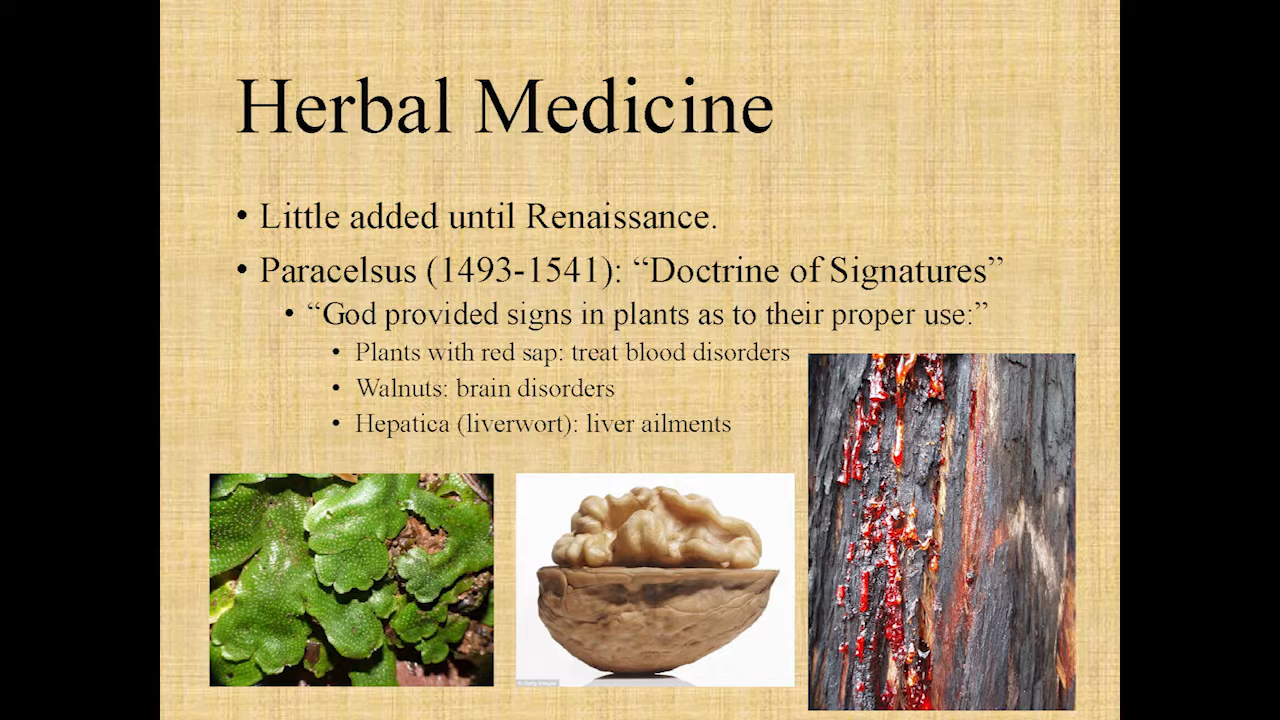 Herbal Medicine
• Little added until Renaissance.
• Paracelsus (1493-1541): “Doctrine of Signatures”
• “God provided signs in plants as to their proper use:”
• Plants with red sap: treat blood disorders
• Walnuts: brain disorders
• Hepatica (liverwort): liver ailments